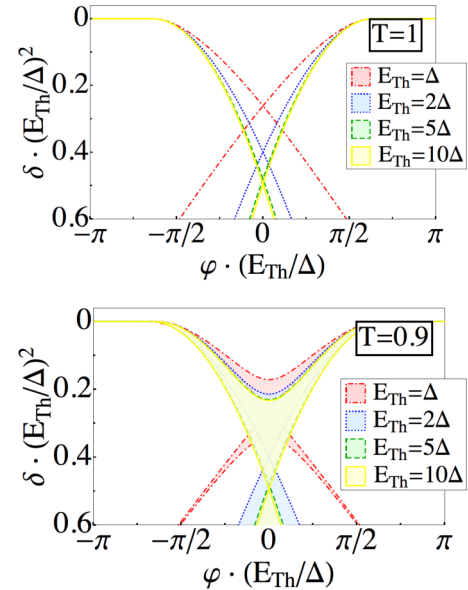 0
0.2
0.4
0.6
δ · (E_Th/Δ)²
T=1
E_Th=Δ
E_Th=2Δ
E_Th=5Δ
E_Th=10Δ
−π −π/2 0 π/2 π
φ · (E_Th/Δ)
0
0.2
0.4
0.6
δ · (E_Th/Δ)²
T=0.9
E_Th=Δ
E_Th=2Δ
E_Th=5Δ
E_Th=10Δ
−π −π/2 0 π/2 π
φ · (E_Th/Δ)